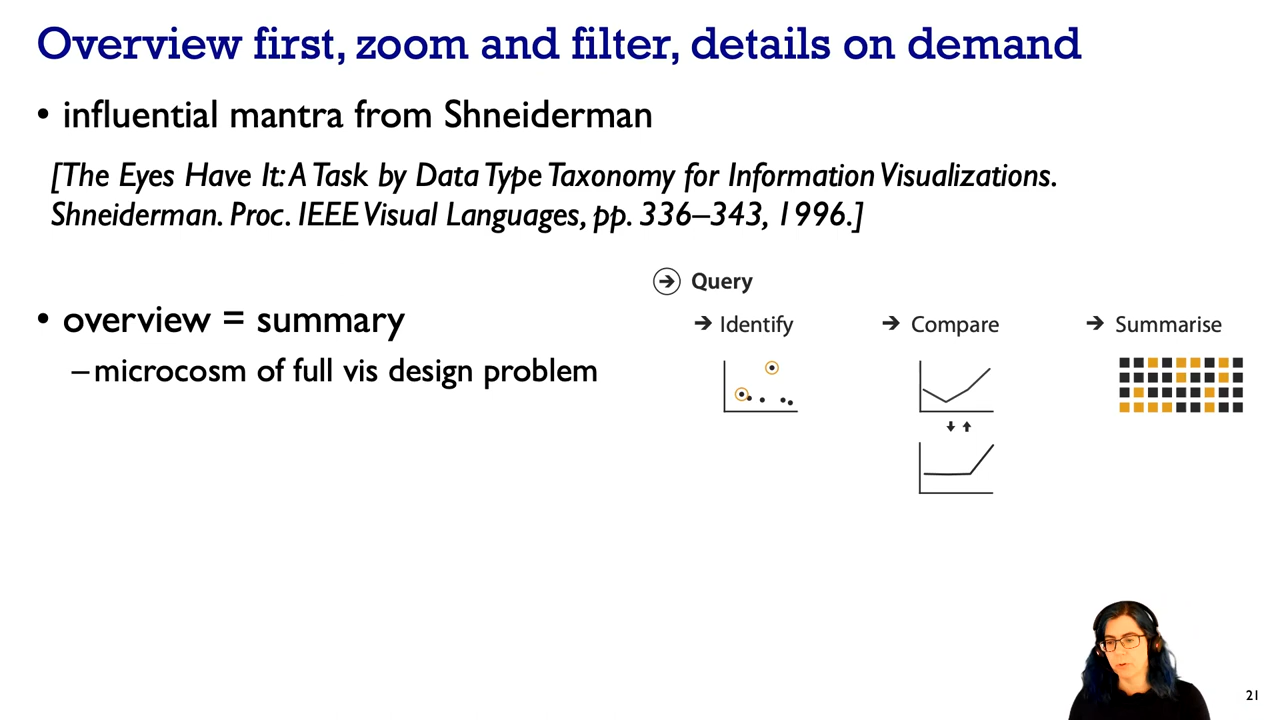 Overview first, zoom and filter, details on demand
• influential mantra from Shneiderman
[The Eyes Have It: A Task by Data Type Taxonomy for Information Visualizations.
Shneiderman. Proc. IEEE Visual Languages, pp. 336–343, 1996.]
• overview = summary
–microcosm of full vis design problem
Query
Identify
Compare
Summarise
21